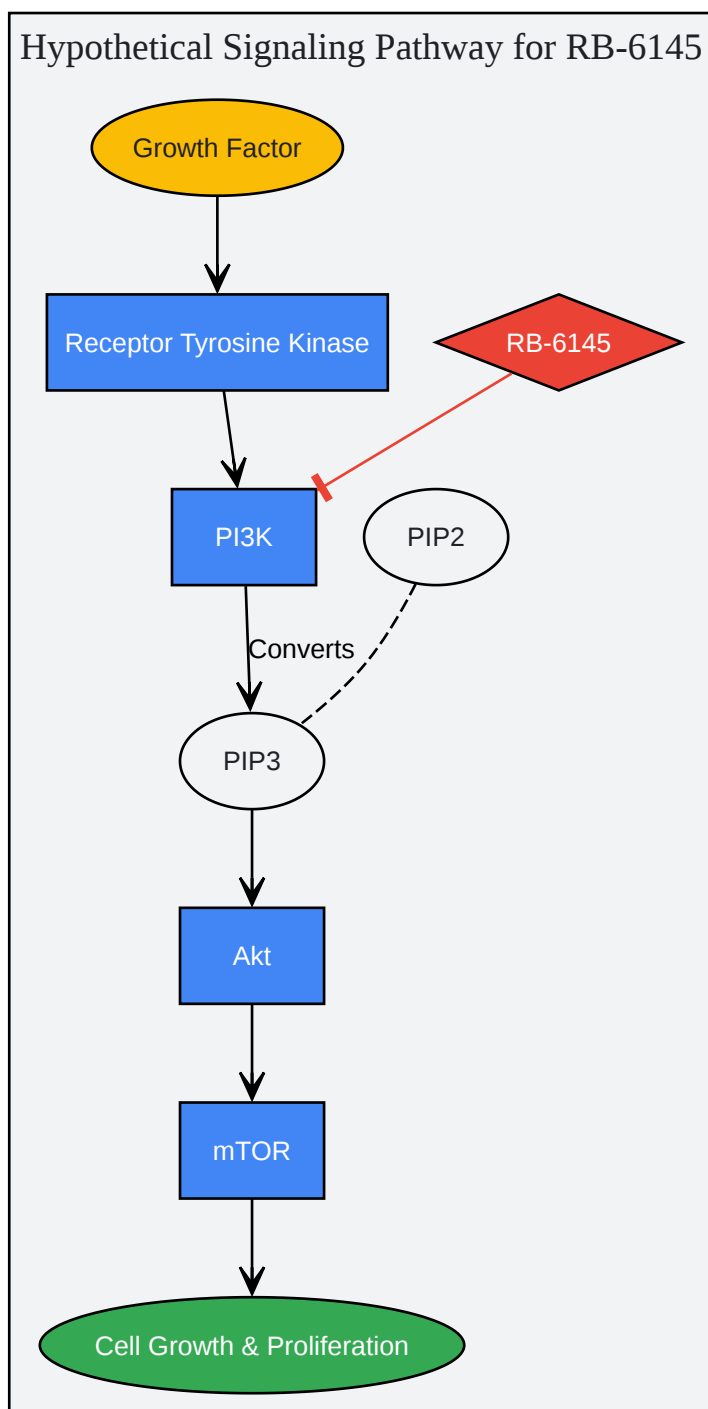 Hypothetical Signaling Pathway for RB-6145
Growth Factor
Receptor Tyrosine Kinase
RB-6145
PI3K
PIP2
Converts
PIP3
Akt
mTOR
Cell Growth & Proliferation